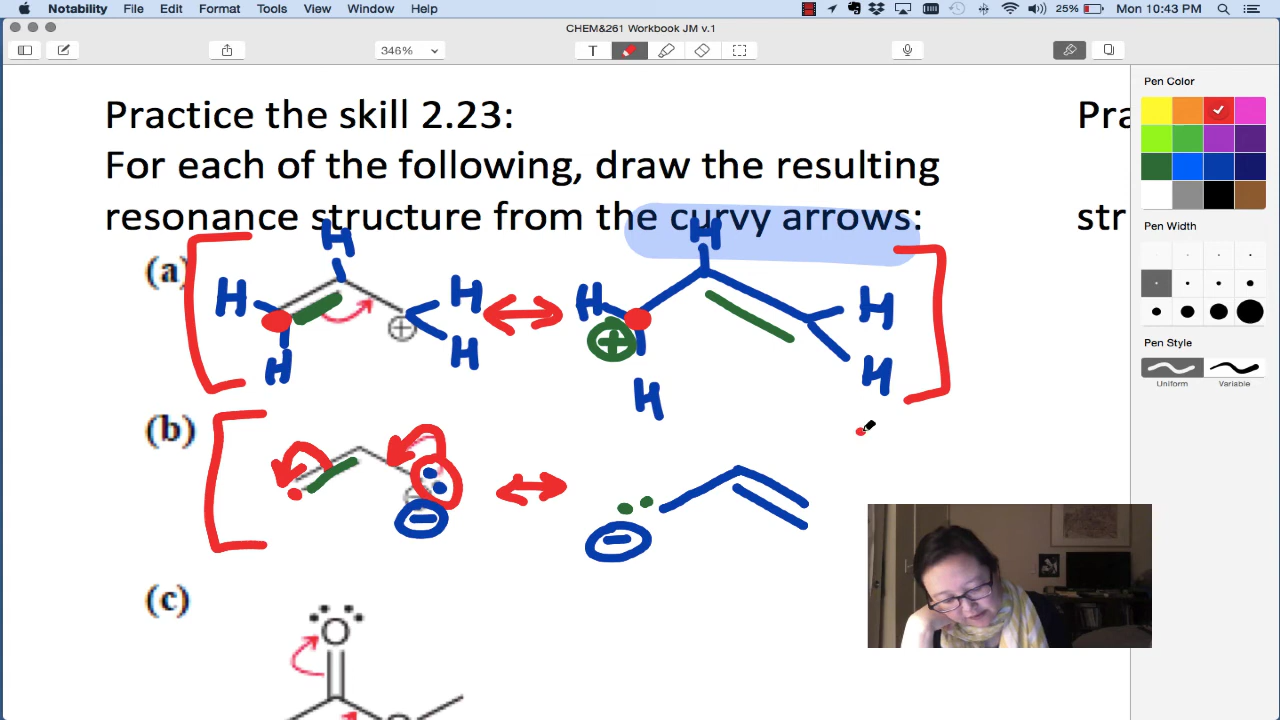 Notability File Edit Format Tools View Window Help 25% Mon 10:43 PM
CHEM&261 Workbook JM v.1
346% T
Practice the skill 2.23:
For each of the following, draw the resulting
resonance structure from the curvy arrows:
Pra
str
(a)
H H H H H
H H H H H
(b)
(c)
O
Pen Color
Pen Width
Pen Style
Uniform Variable